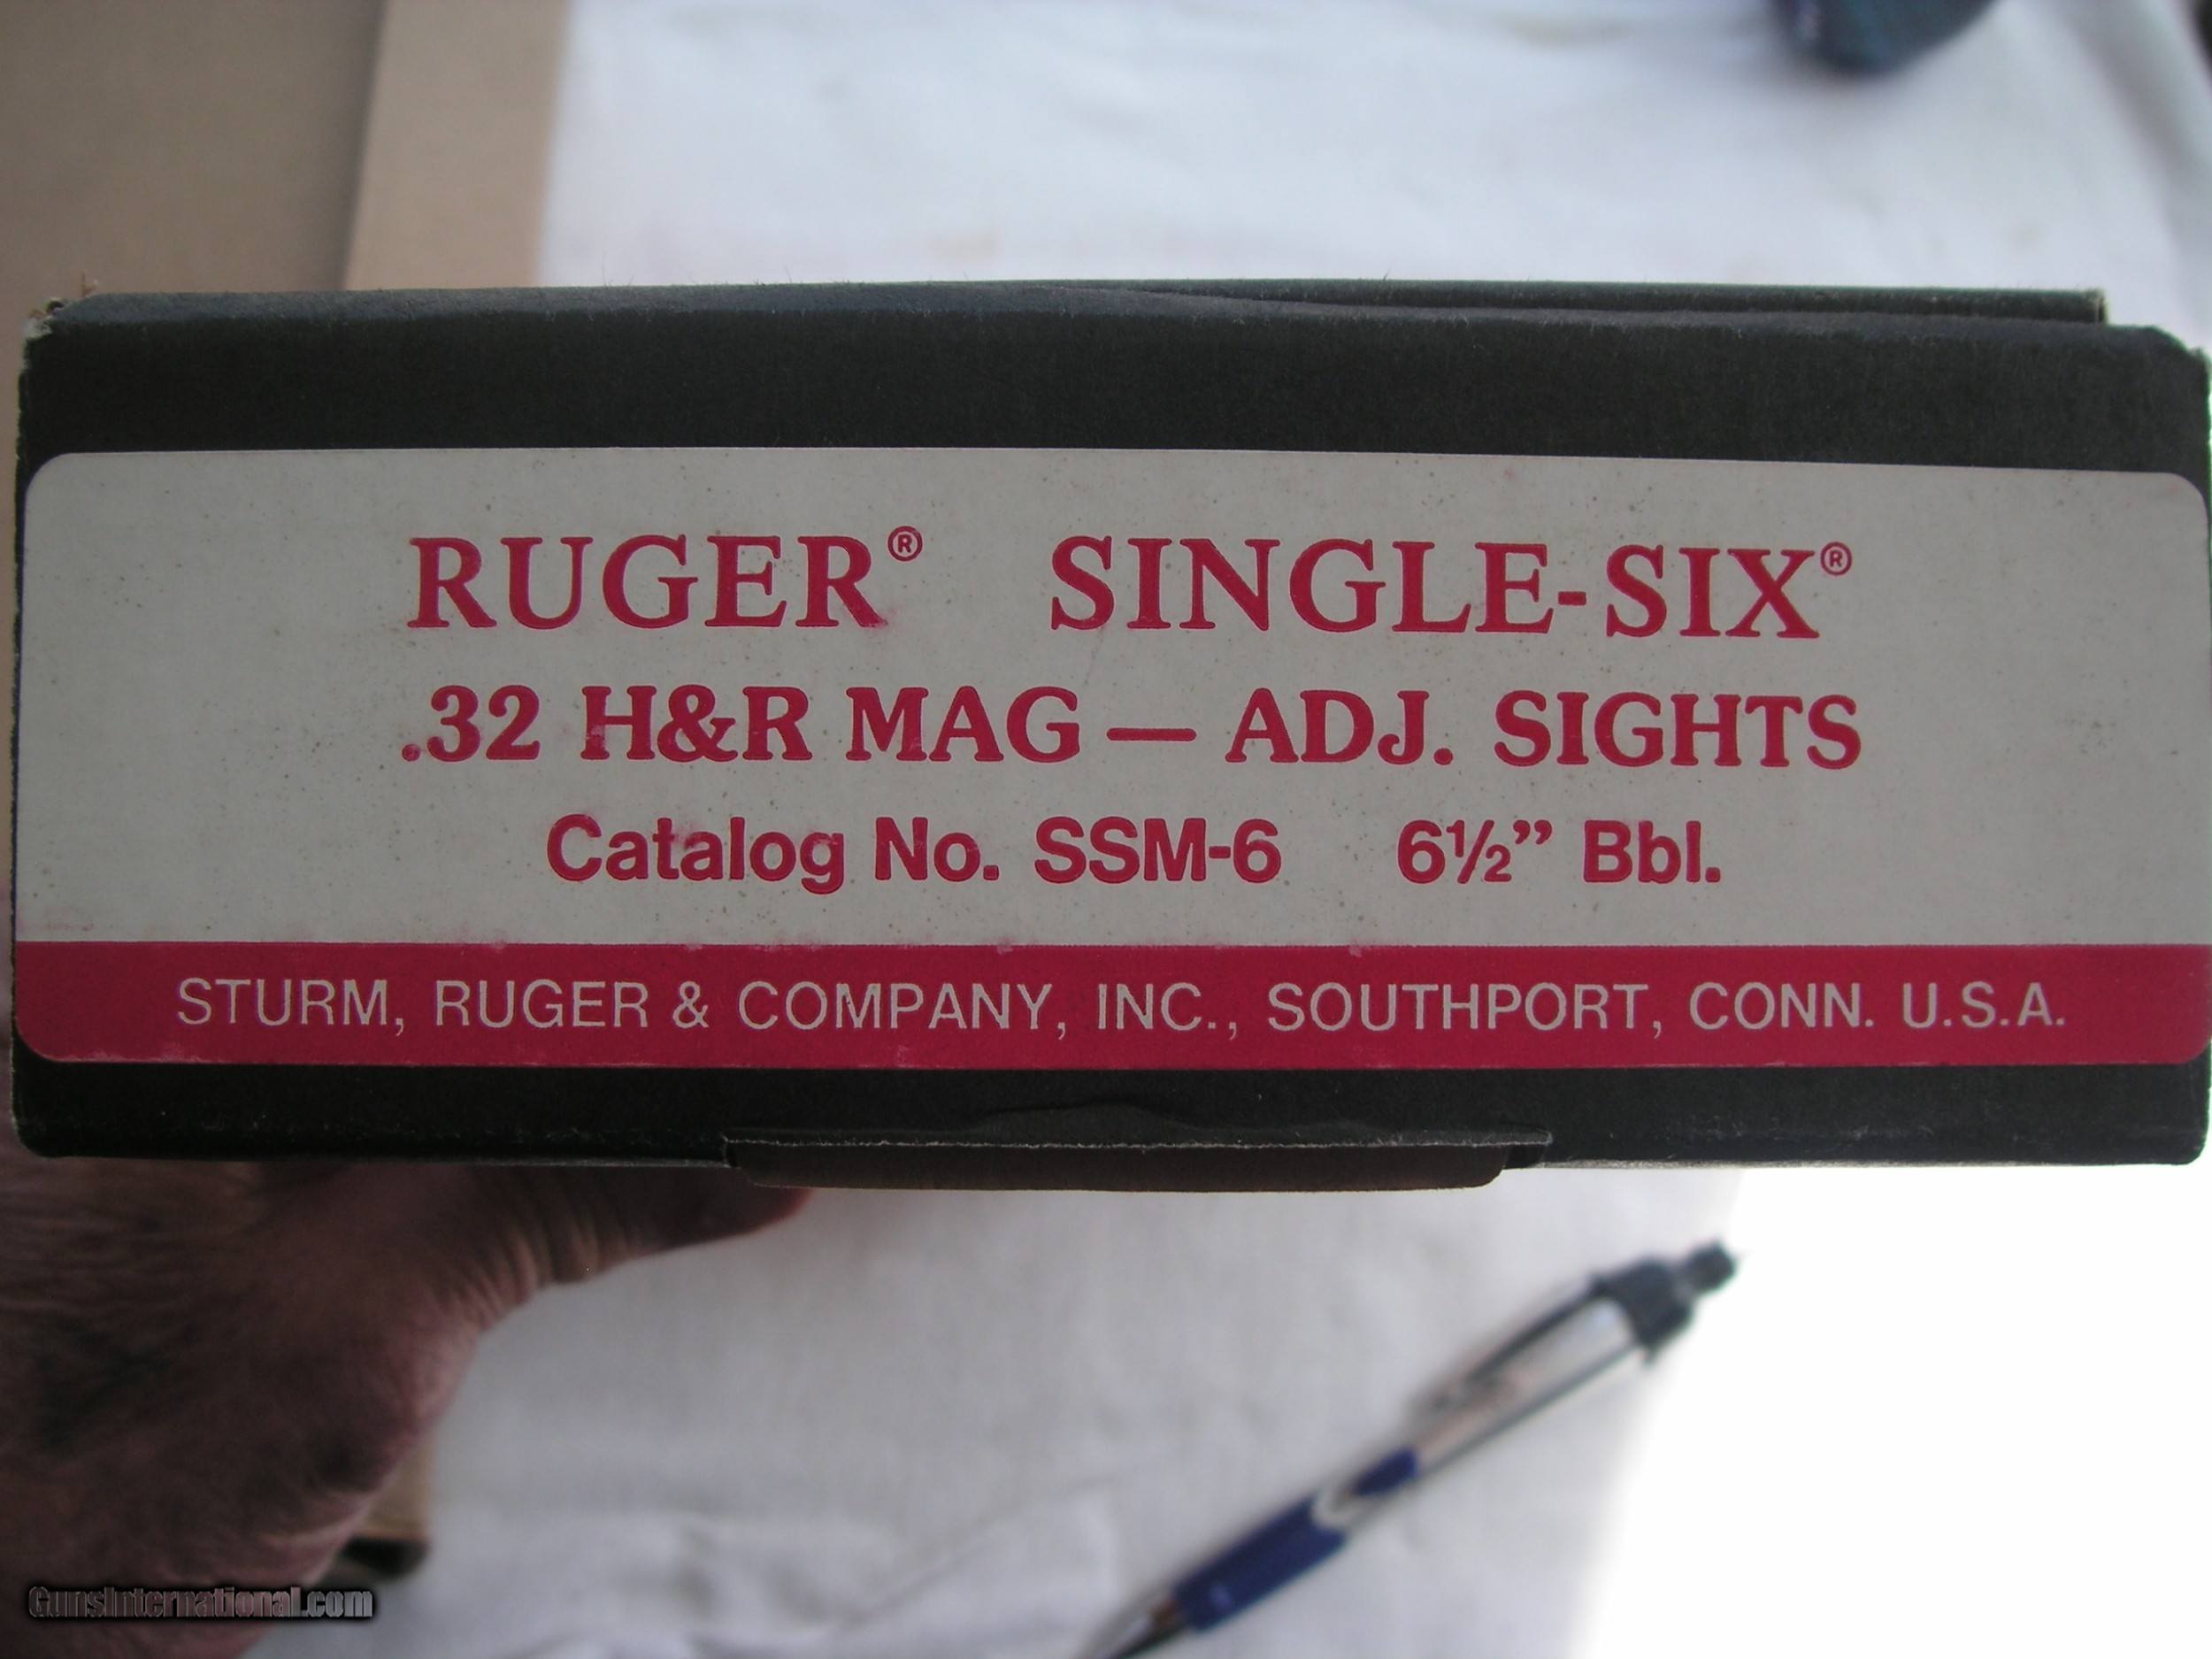 RUGER® SINGLE-SIX®
.32 H&R MAG — ADJ. SIGHTS
Catalog No. SSM-6 6½” Bbl.
STURM, RUGER & COMPANY, INC., SOUTHPORT, CONN. U.S.A.
GunsInternational.com